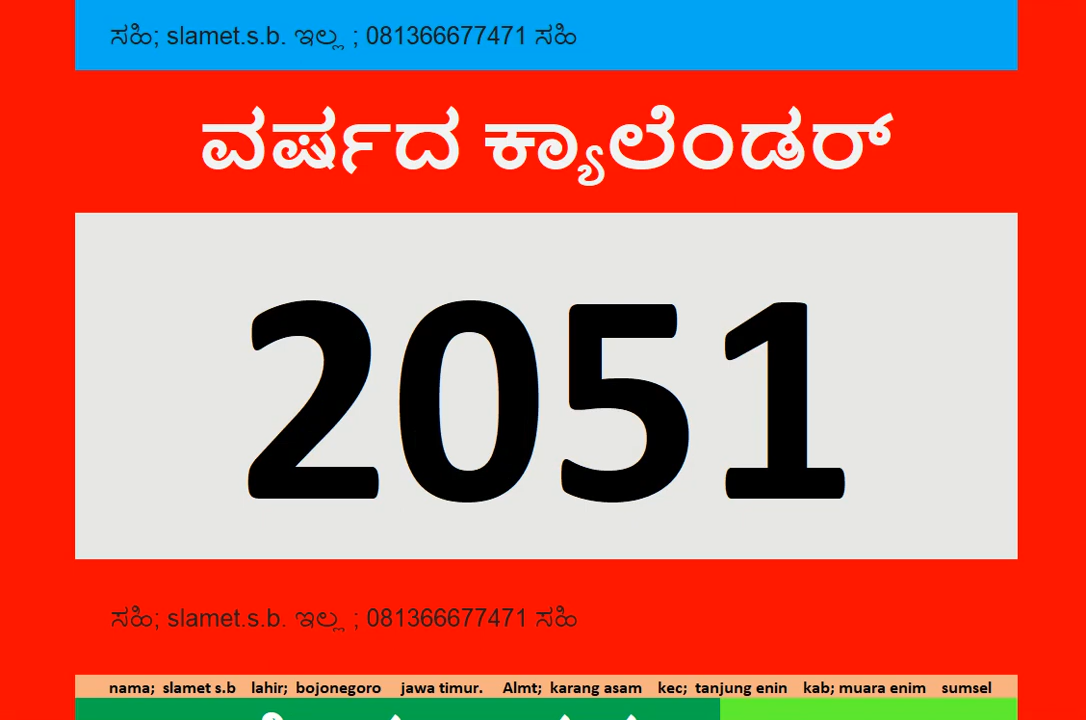 ಸಹಿ; slamet.s.b. ಇಲ್ಲ ; 081366677471 ಸಹಿ
ವರ್ಷದ ಕ್ಯಾಲೆಂಡರ್
2051
ಸಹಿ; slamet.s.b. ಇಲ್ಲ ; 081366677471 ಸಹಿ
nama; slamet s.b lahir; bojonegoro jawa timur. Almt; karang asam kec; tanjung enin kab; muara enim sumsel